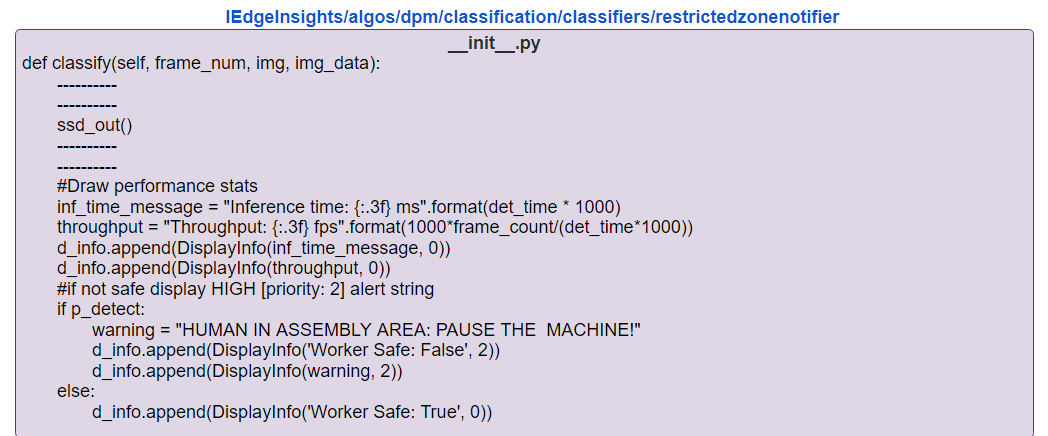 IEdgeInsights/algos/dpm/classification/classifiers/restrictedzonenotifier
__init__.py
def classify(self, frame_num, img, img_data):
----------
----------
ssd_out()
----------
----------
#Draw performance stats
inf_time_message = "Inference time: {:.3f} ms".format(det_time * 1000)
throughput = "Throughput: {:.3f} fps".format(1000*frame_count/(det_time*1000))
d_info.append(DisplayInfo(inf_time_message, 0))
d_info.append(DisplayInfo(throughput, 0))
#if not safe display HIGH [priority: 2] alert string
if p_detect:
warning = "HUMAN IN ASSEMBLY AREA: PAUSE THE  MACHINE!"
d_info.append(DisplayInfo('Worker Safe: False', 2))
d_info.append(DisplayInfo(warning, 2))
else:
d_info.append(DisplayInfo('Worker Safe: True', 0))